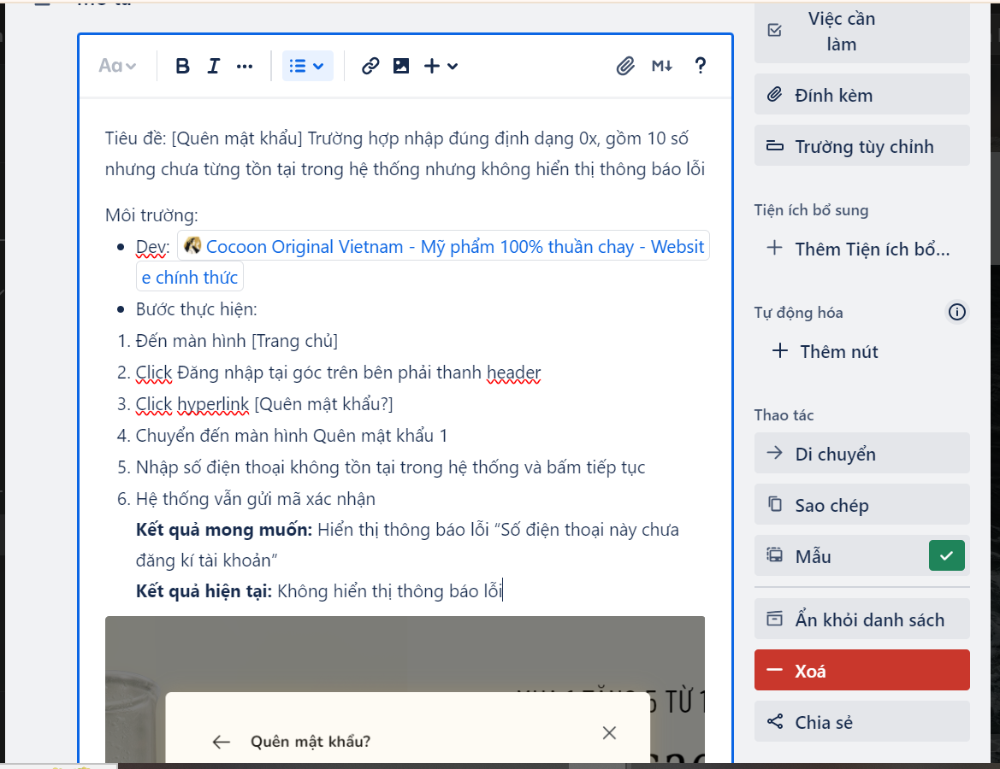 Việc cần
làm
Aa
B I ...
M↓ ?
Đính kèm
Tiêu đề: [Quên mật khẩu] Trường hợp nhập đúng định dạng 0x, gồm 10 số
nhưng chưa từng tồn tại trong hệ thống nhưng không hiển thị thông báo lỗi
Môi trường:
• Dev: Cocoon Original Vietnam - Mỹ phẩm 100% thuần chay - Websit
e chính thức
• Bước thực hiện:
1. Đến màn hình [Trang chủ]
2. Click Đăng nhập tại góc trên bên phải thanh header
3. Click hyperlink [Quên mật khẩu?]
4. Chuyển đến màn hình Quên mật khẩu 1
5. Nhập số điện thoại không tồn tại trong hệ thống và bấm tiếp tục
6. Hệ thống vẫn gửi mã xác nhận
Kết quả mong muốn: Hiển thị thông báo lỗi “Số điện thoại này chưa
đăng kí tài khoản”
Kết quả hiện tại: Không hiển thị thông báo lỗi
5 TỪ 1
Quên mật khẩu?
Trường tùy chỉnh
Tiện ích bổ sung
Thêm Tiện ích bổ...
Tự động hóa
Thêm nút
Thao tác
Di chuyển
Sao chép
Mẫu
Ẩn khỏi danh sách
Xoá
Chia sẻ